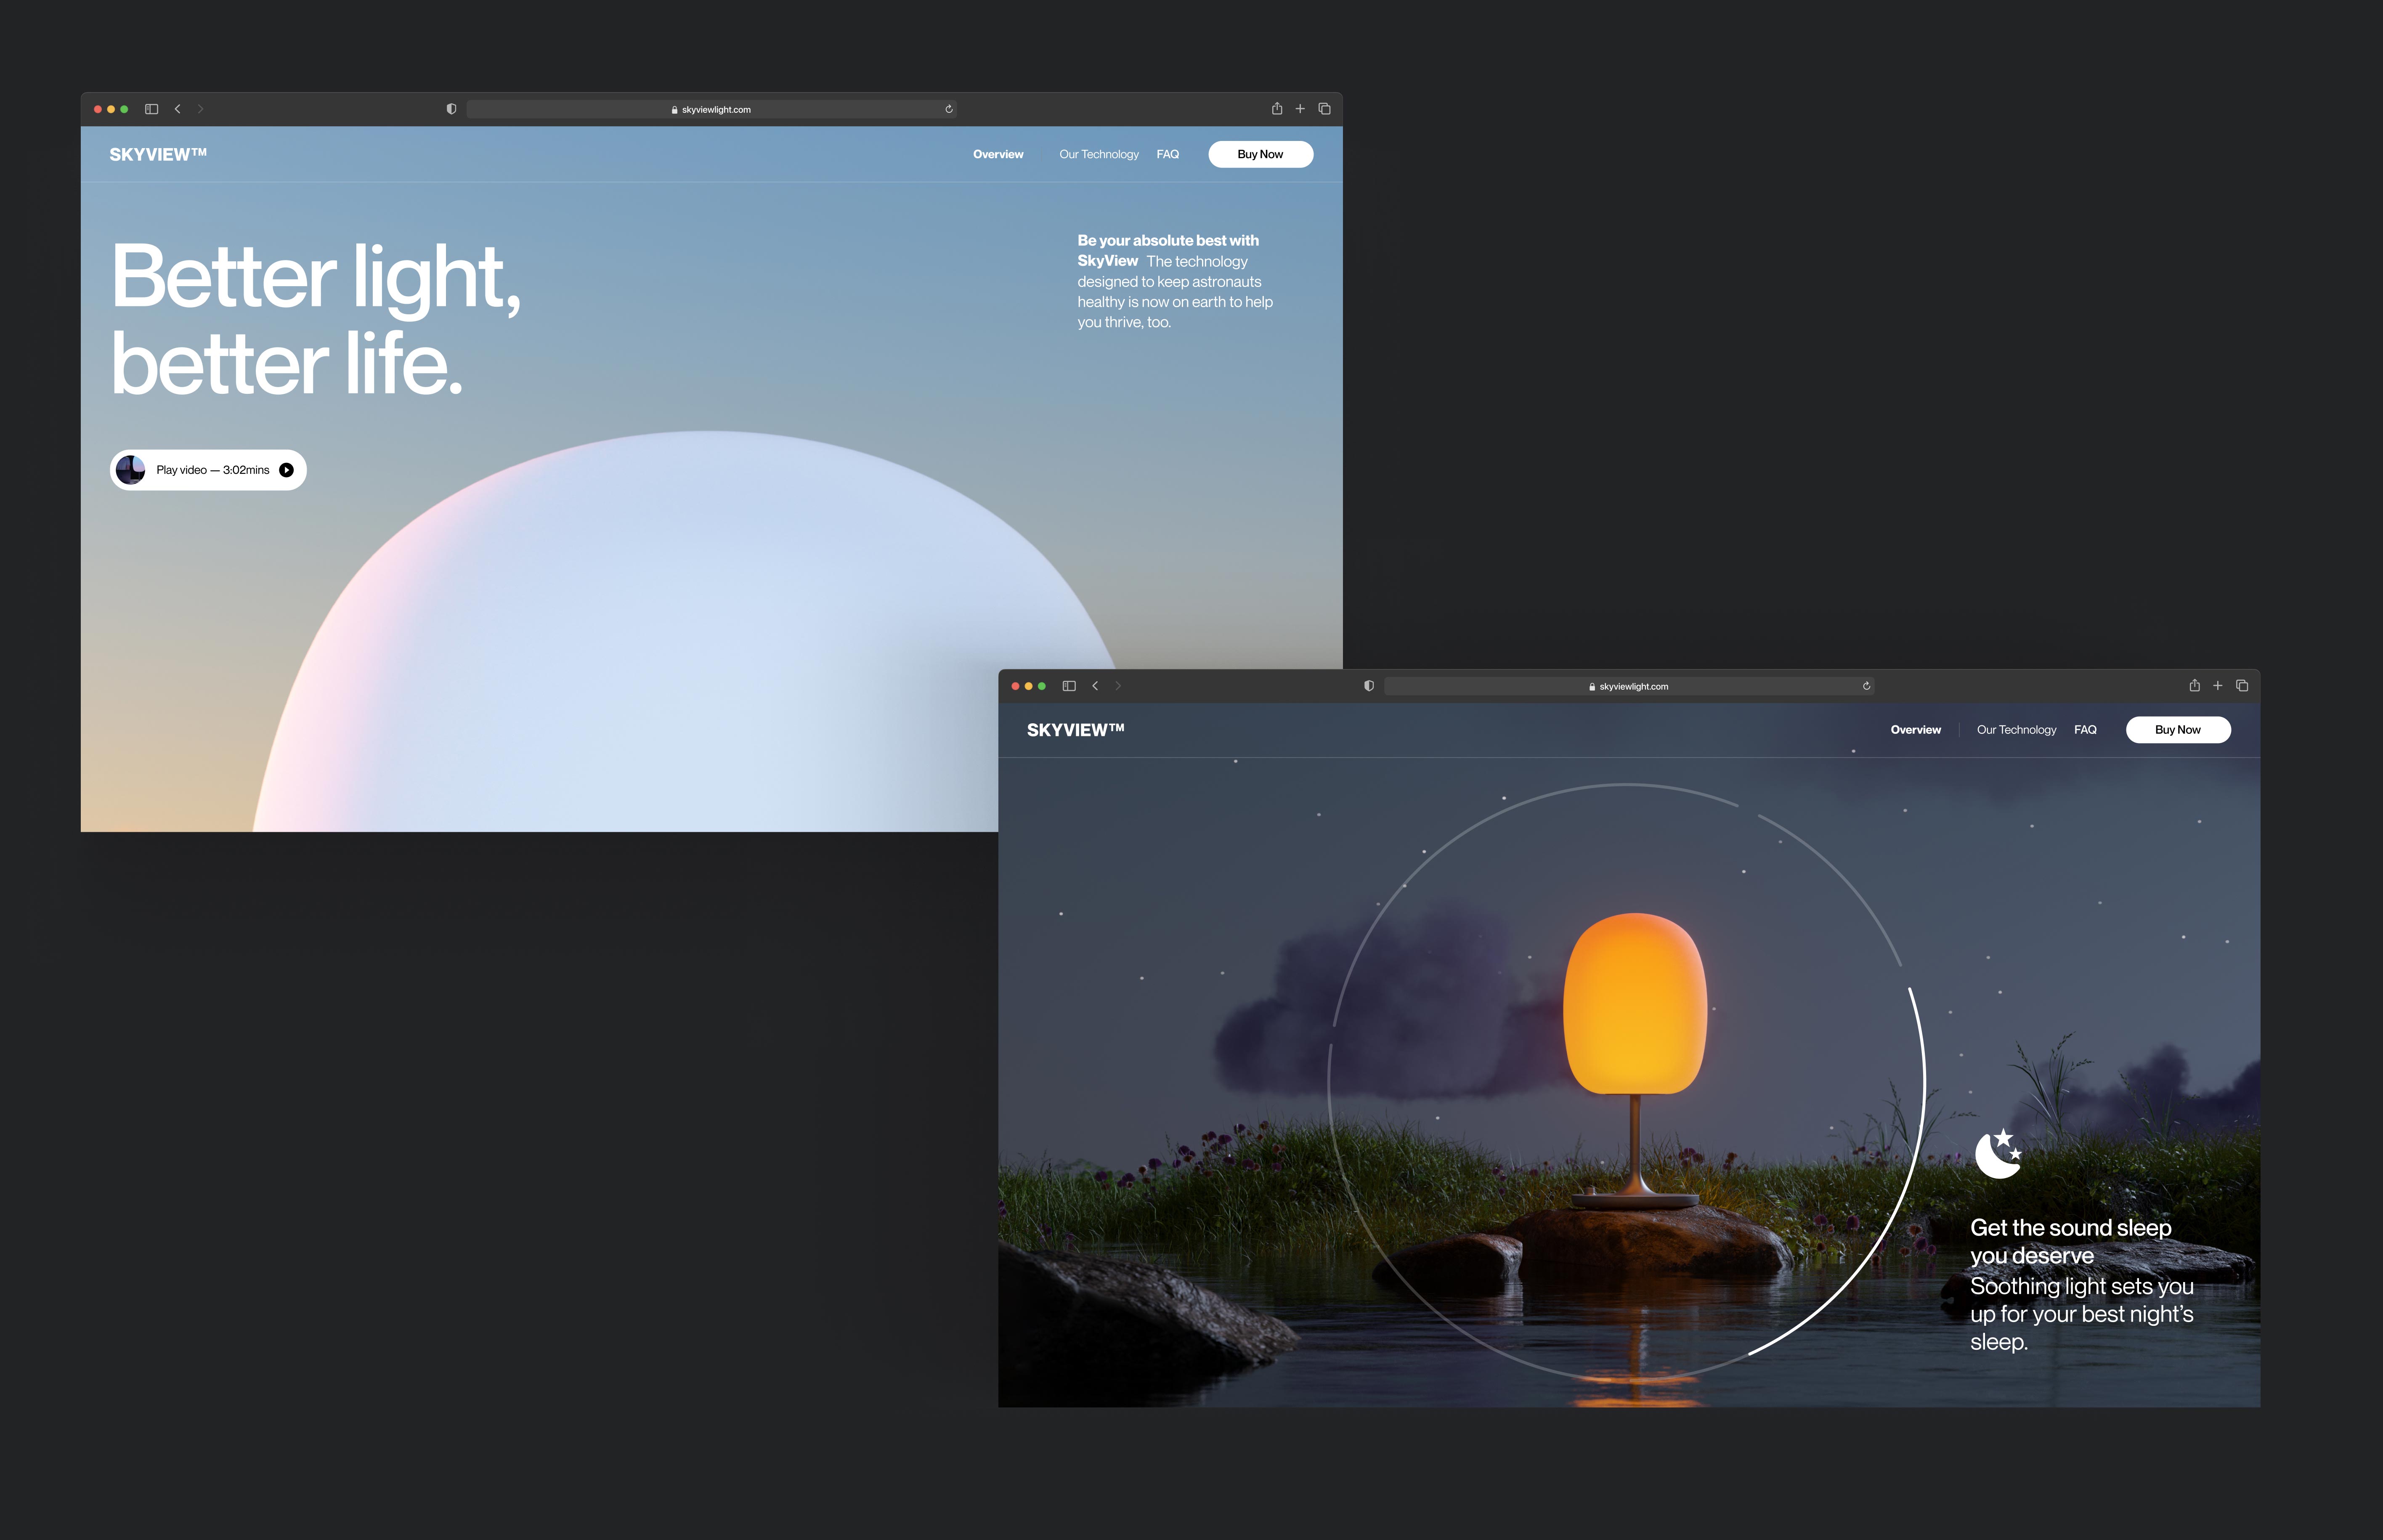 skyviewlight.com
SKYVIEW™
Overview
Our Technology
FAQ
Buy Now
Better light,
better life.
Be your absolute best with
SkyView The technology
designed to keep astronauts
healthy is now on earth to help
you thrive, too.
Play video — 3:02mins
skyviewlight.com
SKYVIEW™
Overview
Our Technology
FAQ
Buy Now
Get the sound sleep
you deserve
Soothing light sets you
up for your best night’s
sleep.